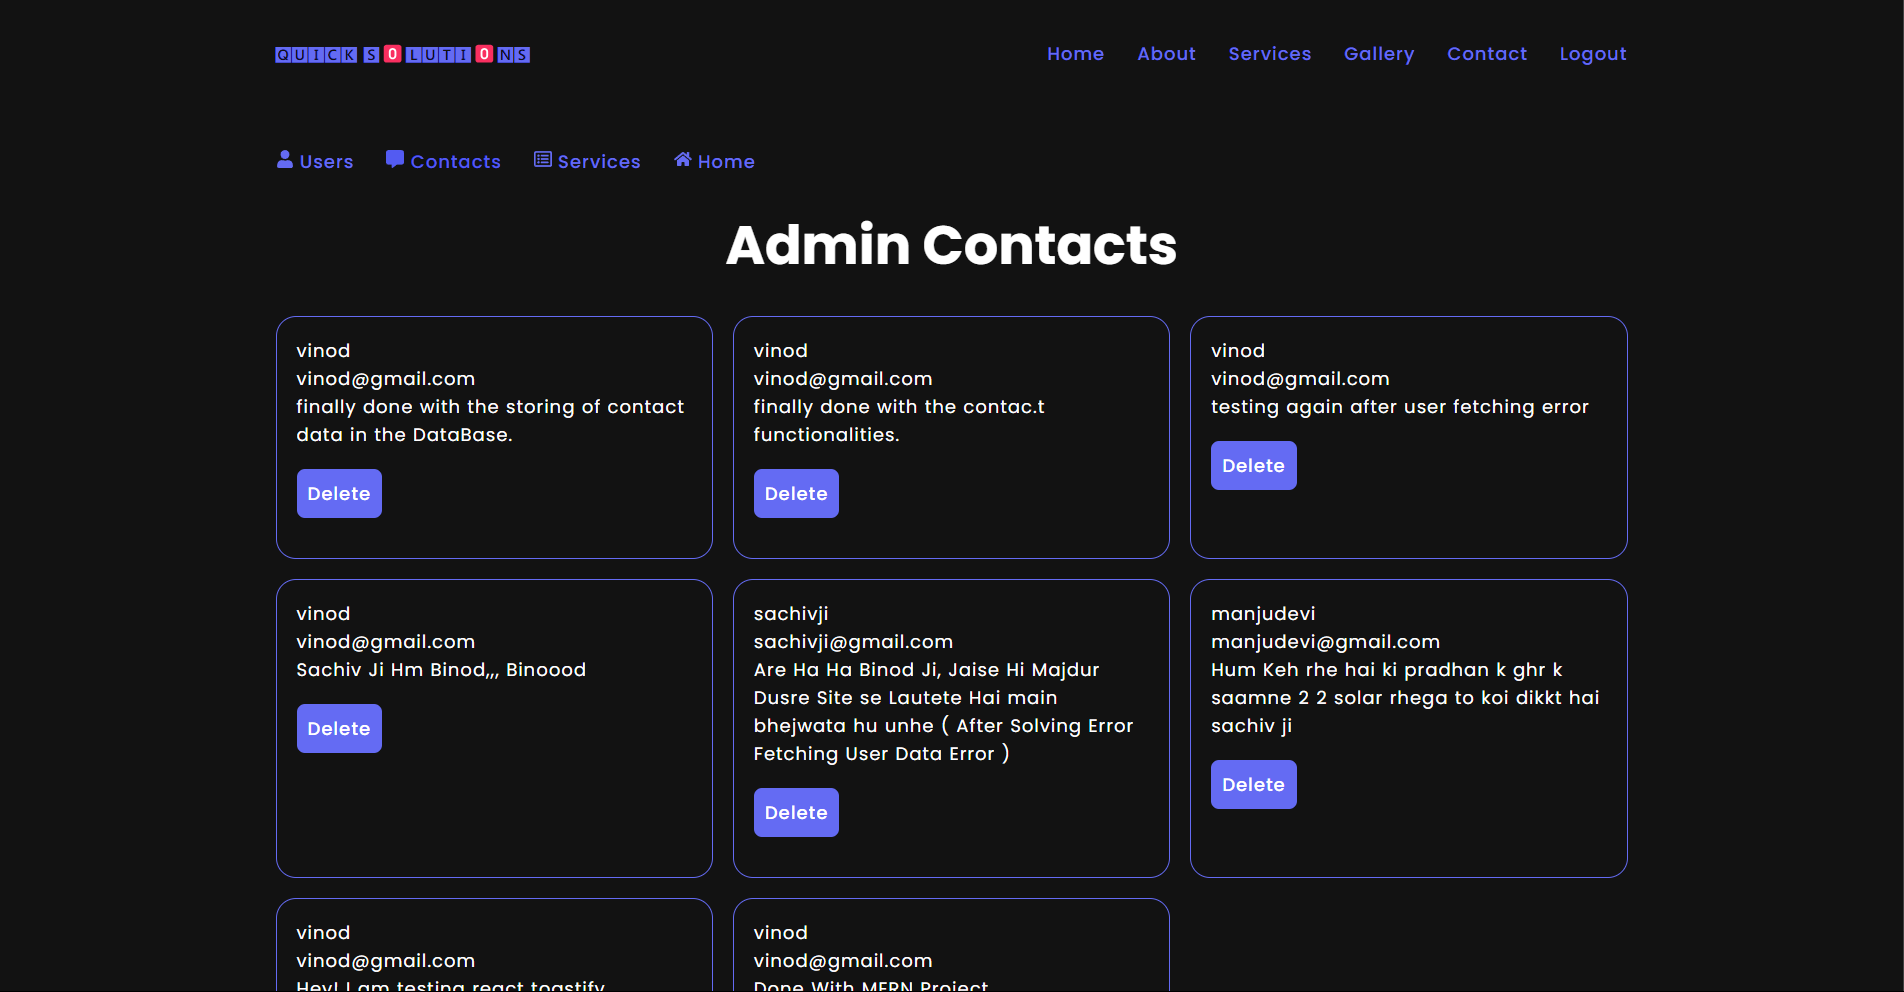 QUICK S0LUTI0NS
Home About Services Gallery Contact Logout
Users Contacts Services Home
Admin Contacts
vinod
vinod@gmail.com
finally done with the storing of contact
data in the DataBase.
Delete
vinod
vinod@gmail.com
finally done with the contac.t
functionalities.
Delete
vinod
vinod@gmail.com
testing again after user fetching error
Delete
vinod
vinod@gmail.com
Sachiv Ji Hm Binod,,, Binoood
Delete
sachivji
sachivji@gmail.com
Are Ha Ha Binod Ji, Jaise Hi Majdur
Dusre Site se Lautete Hai main
bhejwata hu unhe ( After Solving Error
Fetching User Data Error )
Delete
manjudevi
manjudevi@gmail.com
Hum Keh rhe hai ki pradhan k ghr k
saamne 2 2 solar rhega to koi dikkt hai
sachiv ji
Delete
vinod
vinod@gmail.com
Hey! I am testing react toastify
vinod
vinod@gmail.com
Done With MERN Project